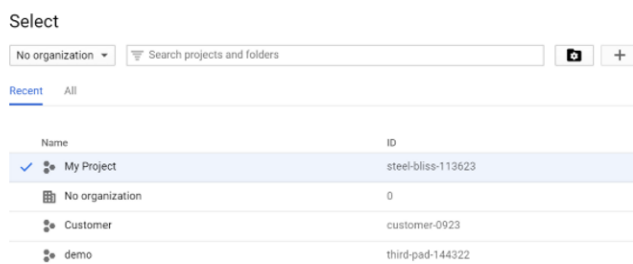 Select
No organization Search projects and folders
Recent All
Name ID
My Project steel-bliss-113623
No organization 0
Customer customer-0923
demo third-pad-144322